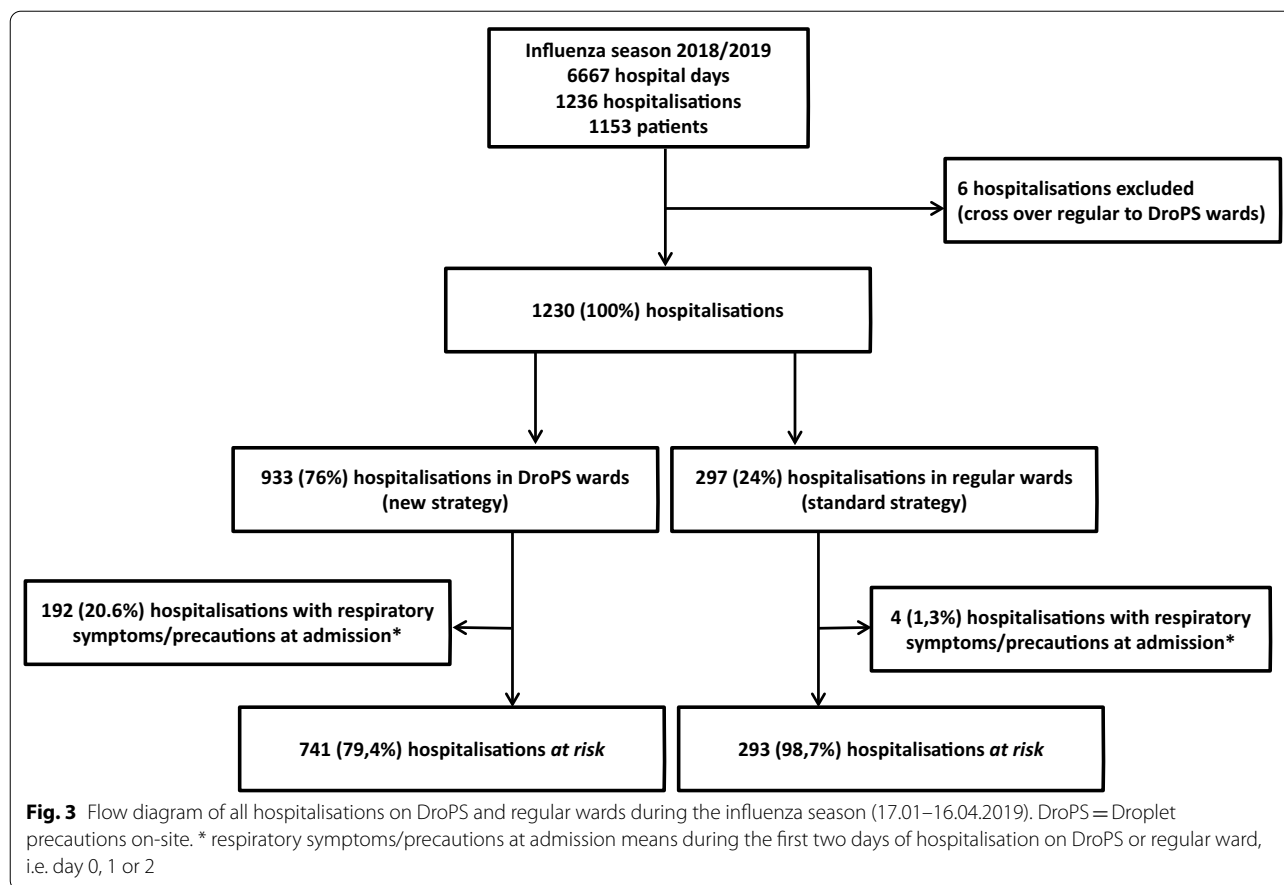 Influenza season 2018/2019
6667 hospital days
1236 hospitalisations
1153 patients
6 hospitalisations excluded
(cross over regular to DroPS wards)
1230 (100%) hospitalisations
933 (76%) hospitalisations in DroPS wards
(new strategy)
297 (24%) hospitalisations in regular wards
(standard strategy)
192 (20.6%) hospitalisations with respiratory
symptoms/precautions at admission*
4 (1,3%) hospitalisations with respiratory
symptoms/precautions at admission*
741 (79,4%) hospitalisations at risk
293 (98,7%) hospitalisations at risk
Fig. 3 Flow diagram of all hospitalisations on DroPS and regular wards during the influenza season (17.01–16.04.2019). DroPS = Droplet
precautions on-site. * respiratory symptoms/precautions at admission means during the first two days of hospitalisation on DroPS or regular ward,
i.e. day 0, 1 or 2